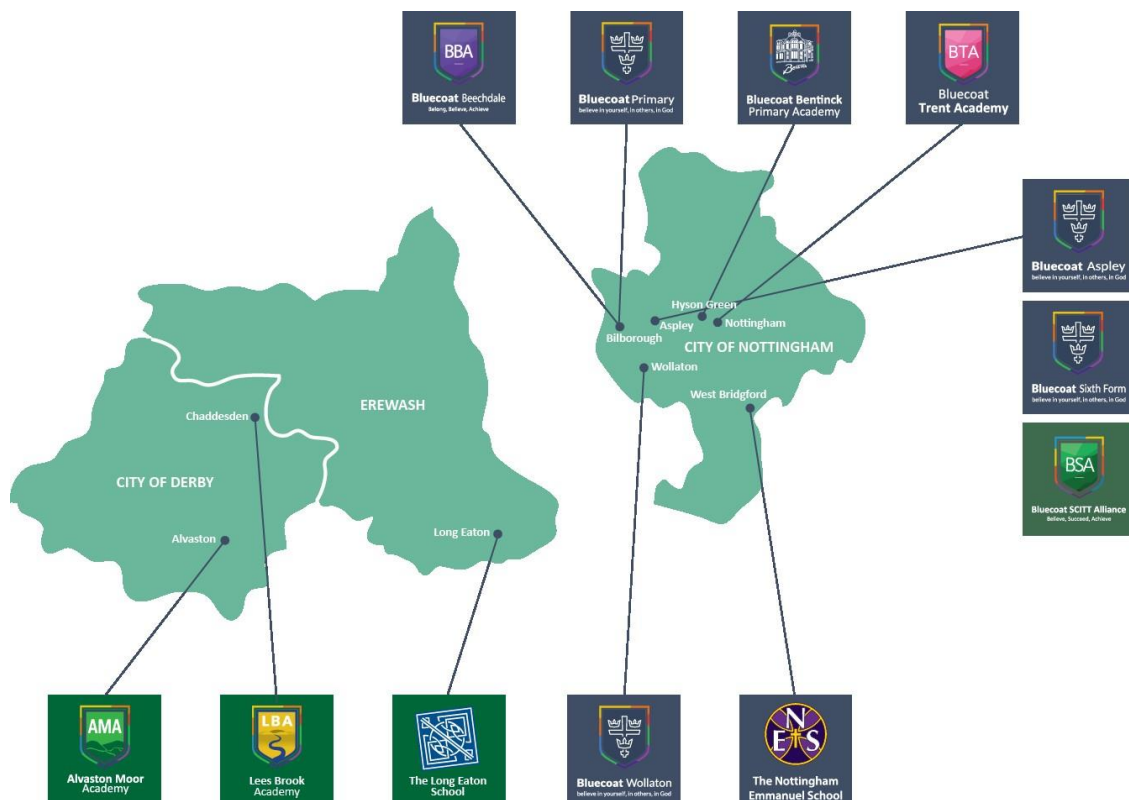 BBA
Bluecoat Beechdale
Belong, Believe, Achieve
Bluecoat Primary
believe in yourself, in others, in God
Bluecoat Bentinck
Primary Academy
BTA
Bluecoat
Trent Academy
Bluecoat Aspley
believe in yourself, in others, in God
Bluecoat Sixth Form
believe in yourself, in others, in God
BSA
Bluecoat SCITT Alliance
Believe, Succeed, Achieve
Hyson Green
Aspley
Nottingham
Bilborough
CITY OF NOTTINGHAM
Wollaton
West Bridgford
EREWASH
Chaddesden
CITY OF DERBY
Alvaston
Long Eaton
AMA
Alvaston Moor
Academy
LBA
Lees Brook
Academy
The Long Eaton
School
Bluecoat Wollaton
believe in yourself, in others, in God
N
E S
The Nottingham
Emmanuel School